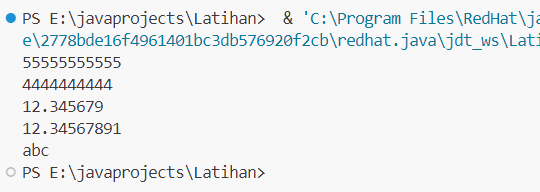 PS E:\javaprojects\Latihan> & 'C:\Program Files\RedHat\ja
e\2778bde16f4961401bc3db576920f2cb\redhat.java\jdt_ws\Lati
55555555555
4444444444
12.345679
12.34567891
abc
PS E:\javaprojects\Latihan>